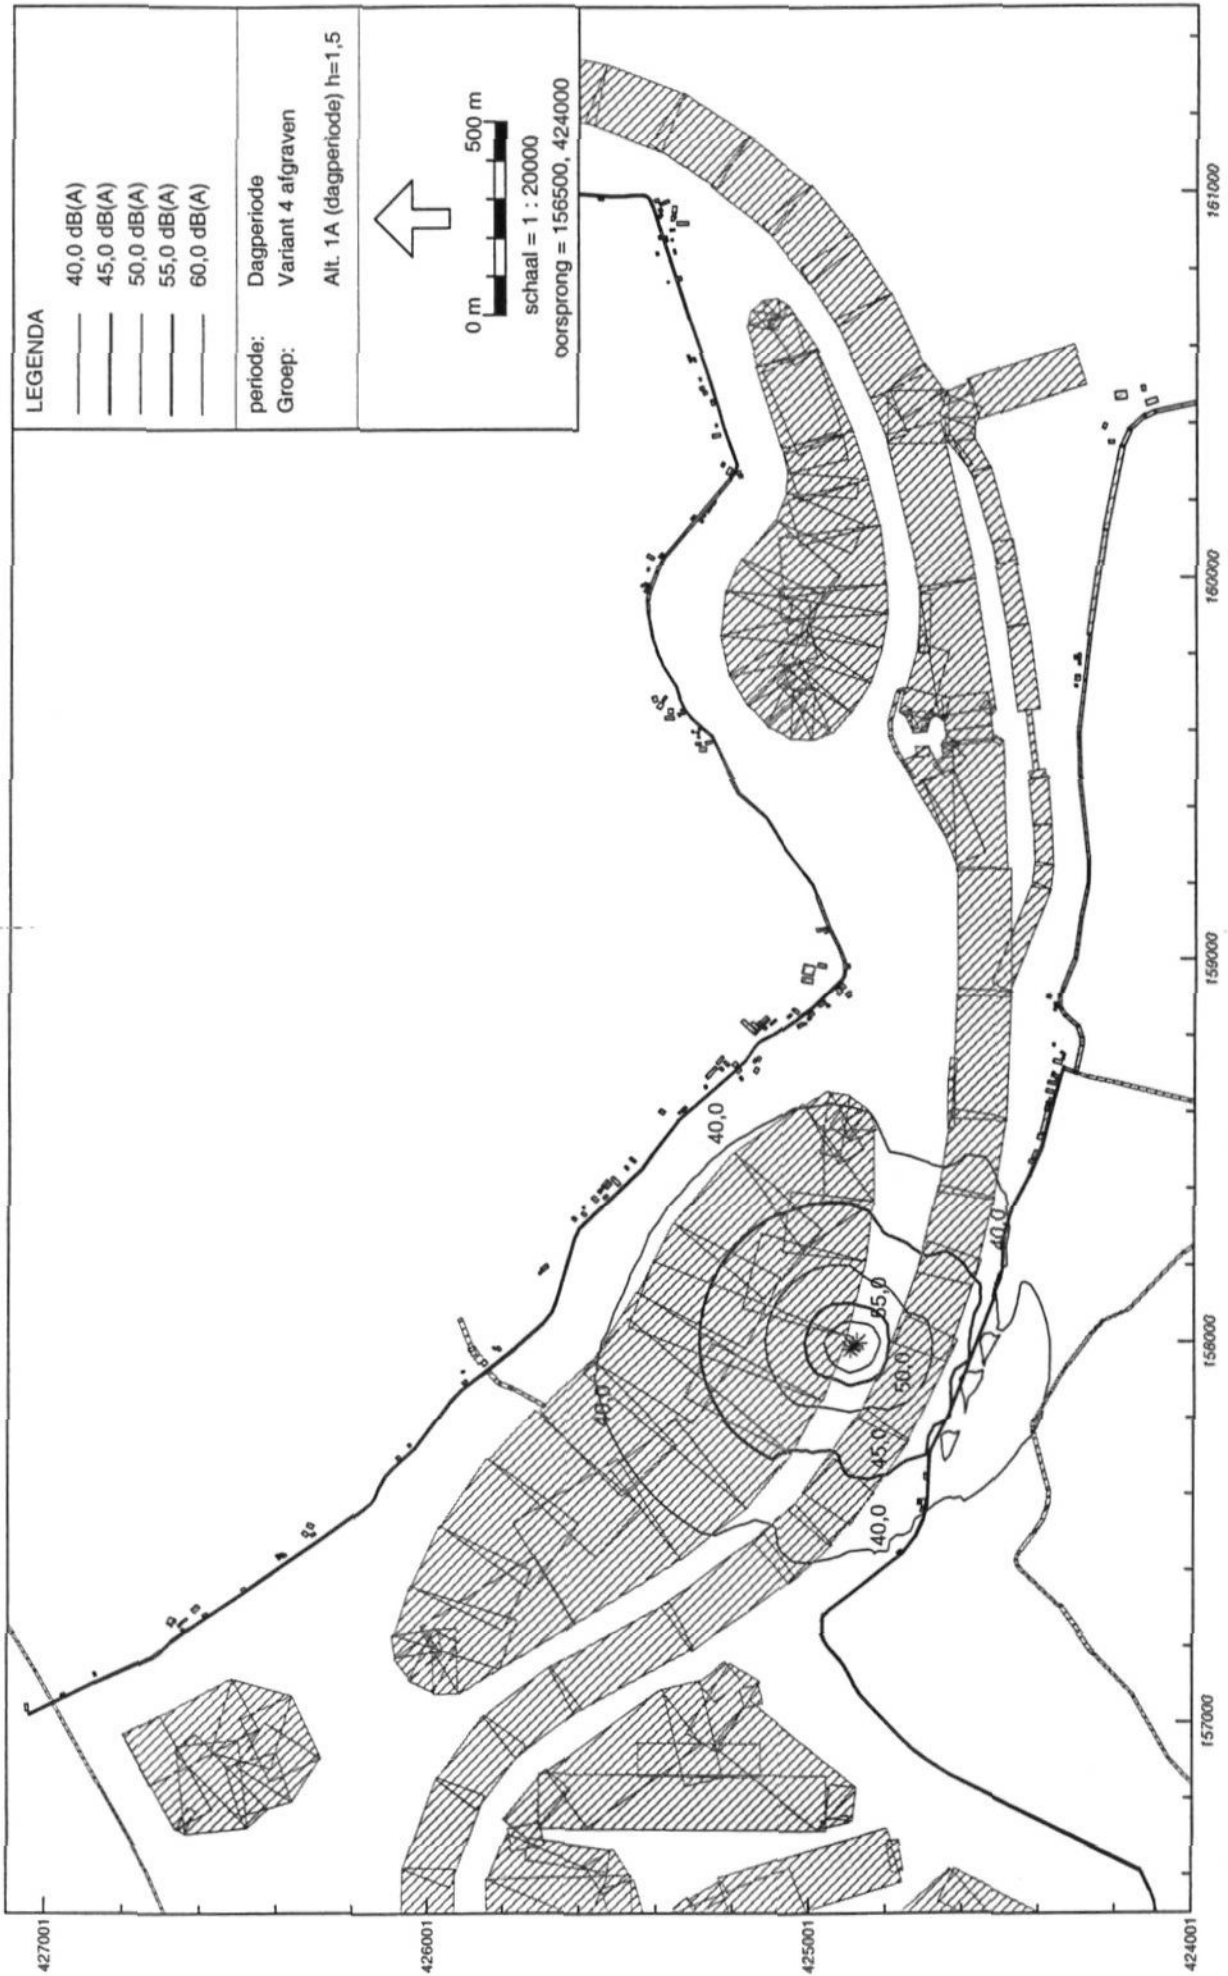 LEGENDA
40,0 dB(A)
45,0 dB(A)
50,0 dB(A)
55,0 dB(A)
60,0 dB(A)
periode: Dagperiode
Groep: Variant 4 afgraven
Alt. 1A (dagperiode) h=1,5
0 m 500 m
schaal = 1 : 20000
oorsprong = 156500, 424000
40,0
40,0
40,0
55,0
50,0
45,0
40,0
427001
426001
425001
424001
157000
158000
159000
160000
161000